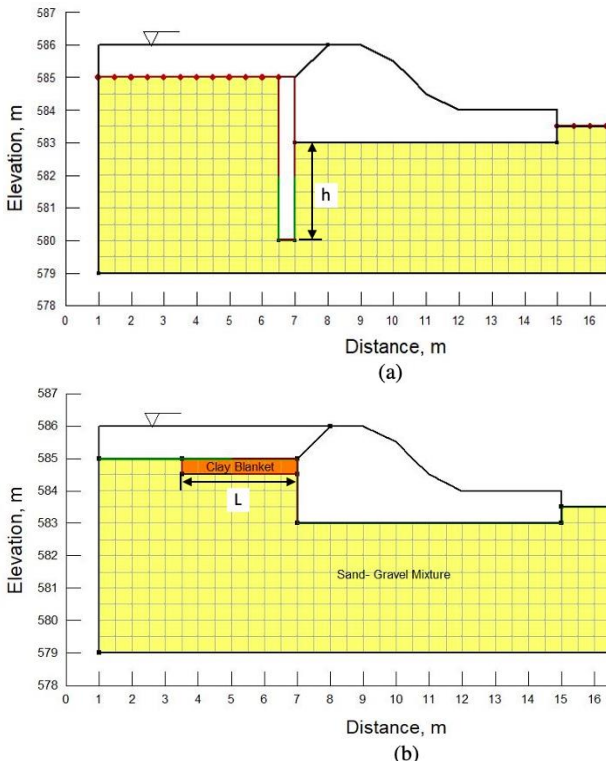 587
586
585
584
583
582
581
580
579
578
Elevation, m
h
0 1 2 3 4 5 6 7 8 9 10 11 12 13 14 15 16
Distance, m
(a)
587
586
585
584
583
582
581
580
579
578
Elevation, m
Clay Blanket
L
Sand- Gravel Mixture
0 1 2 3 4 5 6 7 8 9 10 11 12 13 14 15 16
Distance, m
(b)